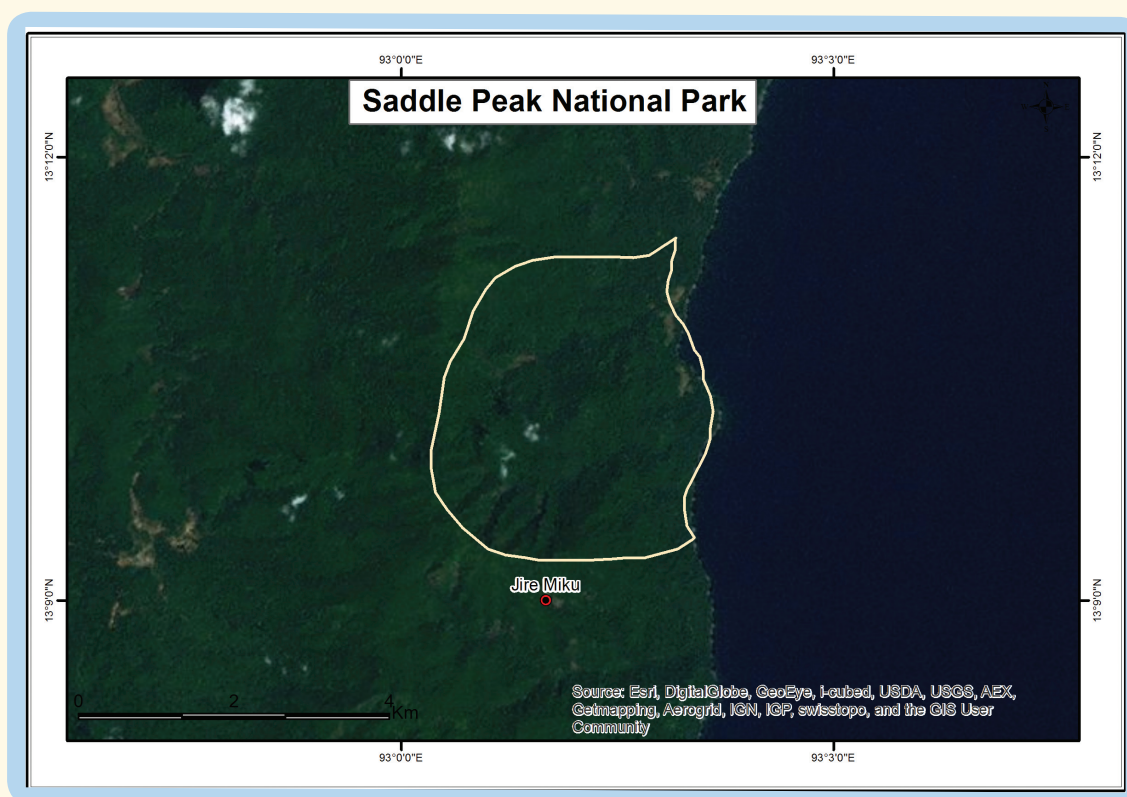 93°0'0"E 93°3'0"E
Saddle Peak National Park
13°12'0"N 13°12'0"N
Jire Miku
13°9'0"N 13°9'0"N
Source: Esri, DigitalGlobe, GeoEye, i-cubed, USDA, USGS, AEX,
Getmapping, Aerogrid, IGN, IGP, swisstopo, and the GIS User
Community
0 2 4
Km
93°0'0"E 93°3'0"E